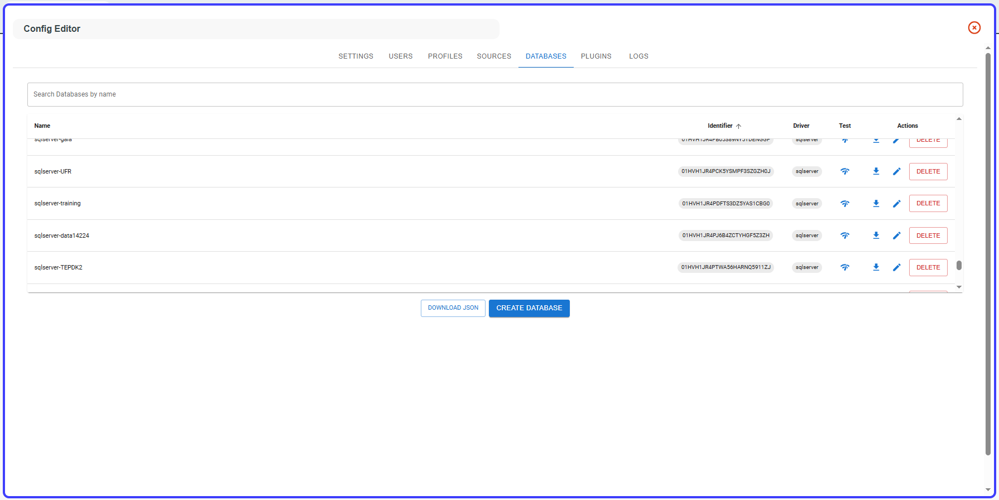 Config Editor
SETTINGS USERS PROFILES SOURCES DATABASES PLUGINS LOGS
Search Databases by name
Name Identifier Driver Test Actions
sqlserver-gaia sqlserver DELETE
sqlserver-UFR 01HVH1JR4PCK5YSMPF3SZGZH0J sqlserver DELETE
sqlserver-training 01HVH1JR4PDFTS3DZ5YAS1CBG0 sqlserver DELETE
sqlserver-data14224 01HVH1JR4PJ6B4ZCTYHGF5Z3ZH sqlserver DELETE
sqlserver-TEPDK2 01HVH1JR4PTWA56HARNQ5911ZJ sqlserver DELETE
DOWNLOAD JSON CREATE DATABASE